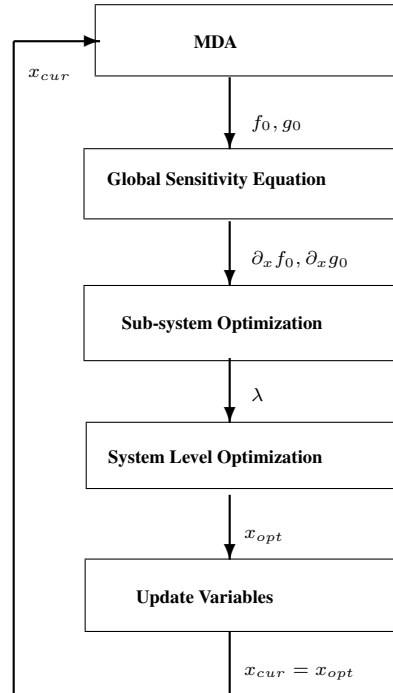 MDA
x_{cur}
f_0, g_0
Global Sensitivity Equation
∂_x f_0, ∂_x g_0
Sub-system Optimization
λ
System Level Optimization
x_{opt}
Update Variables
x_{cur} = x_{opt}